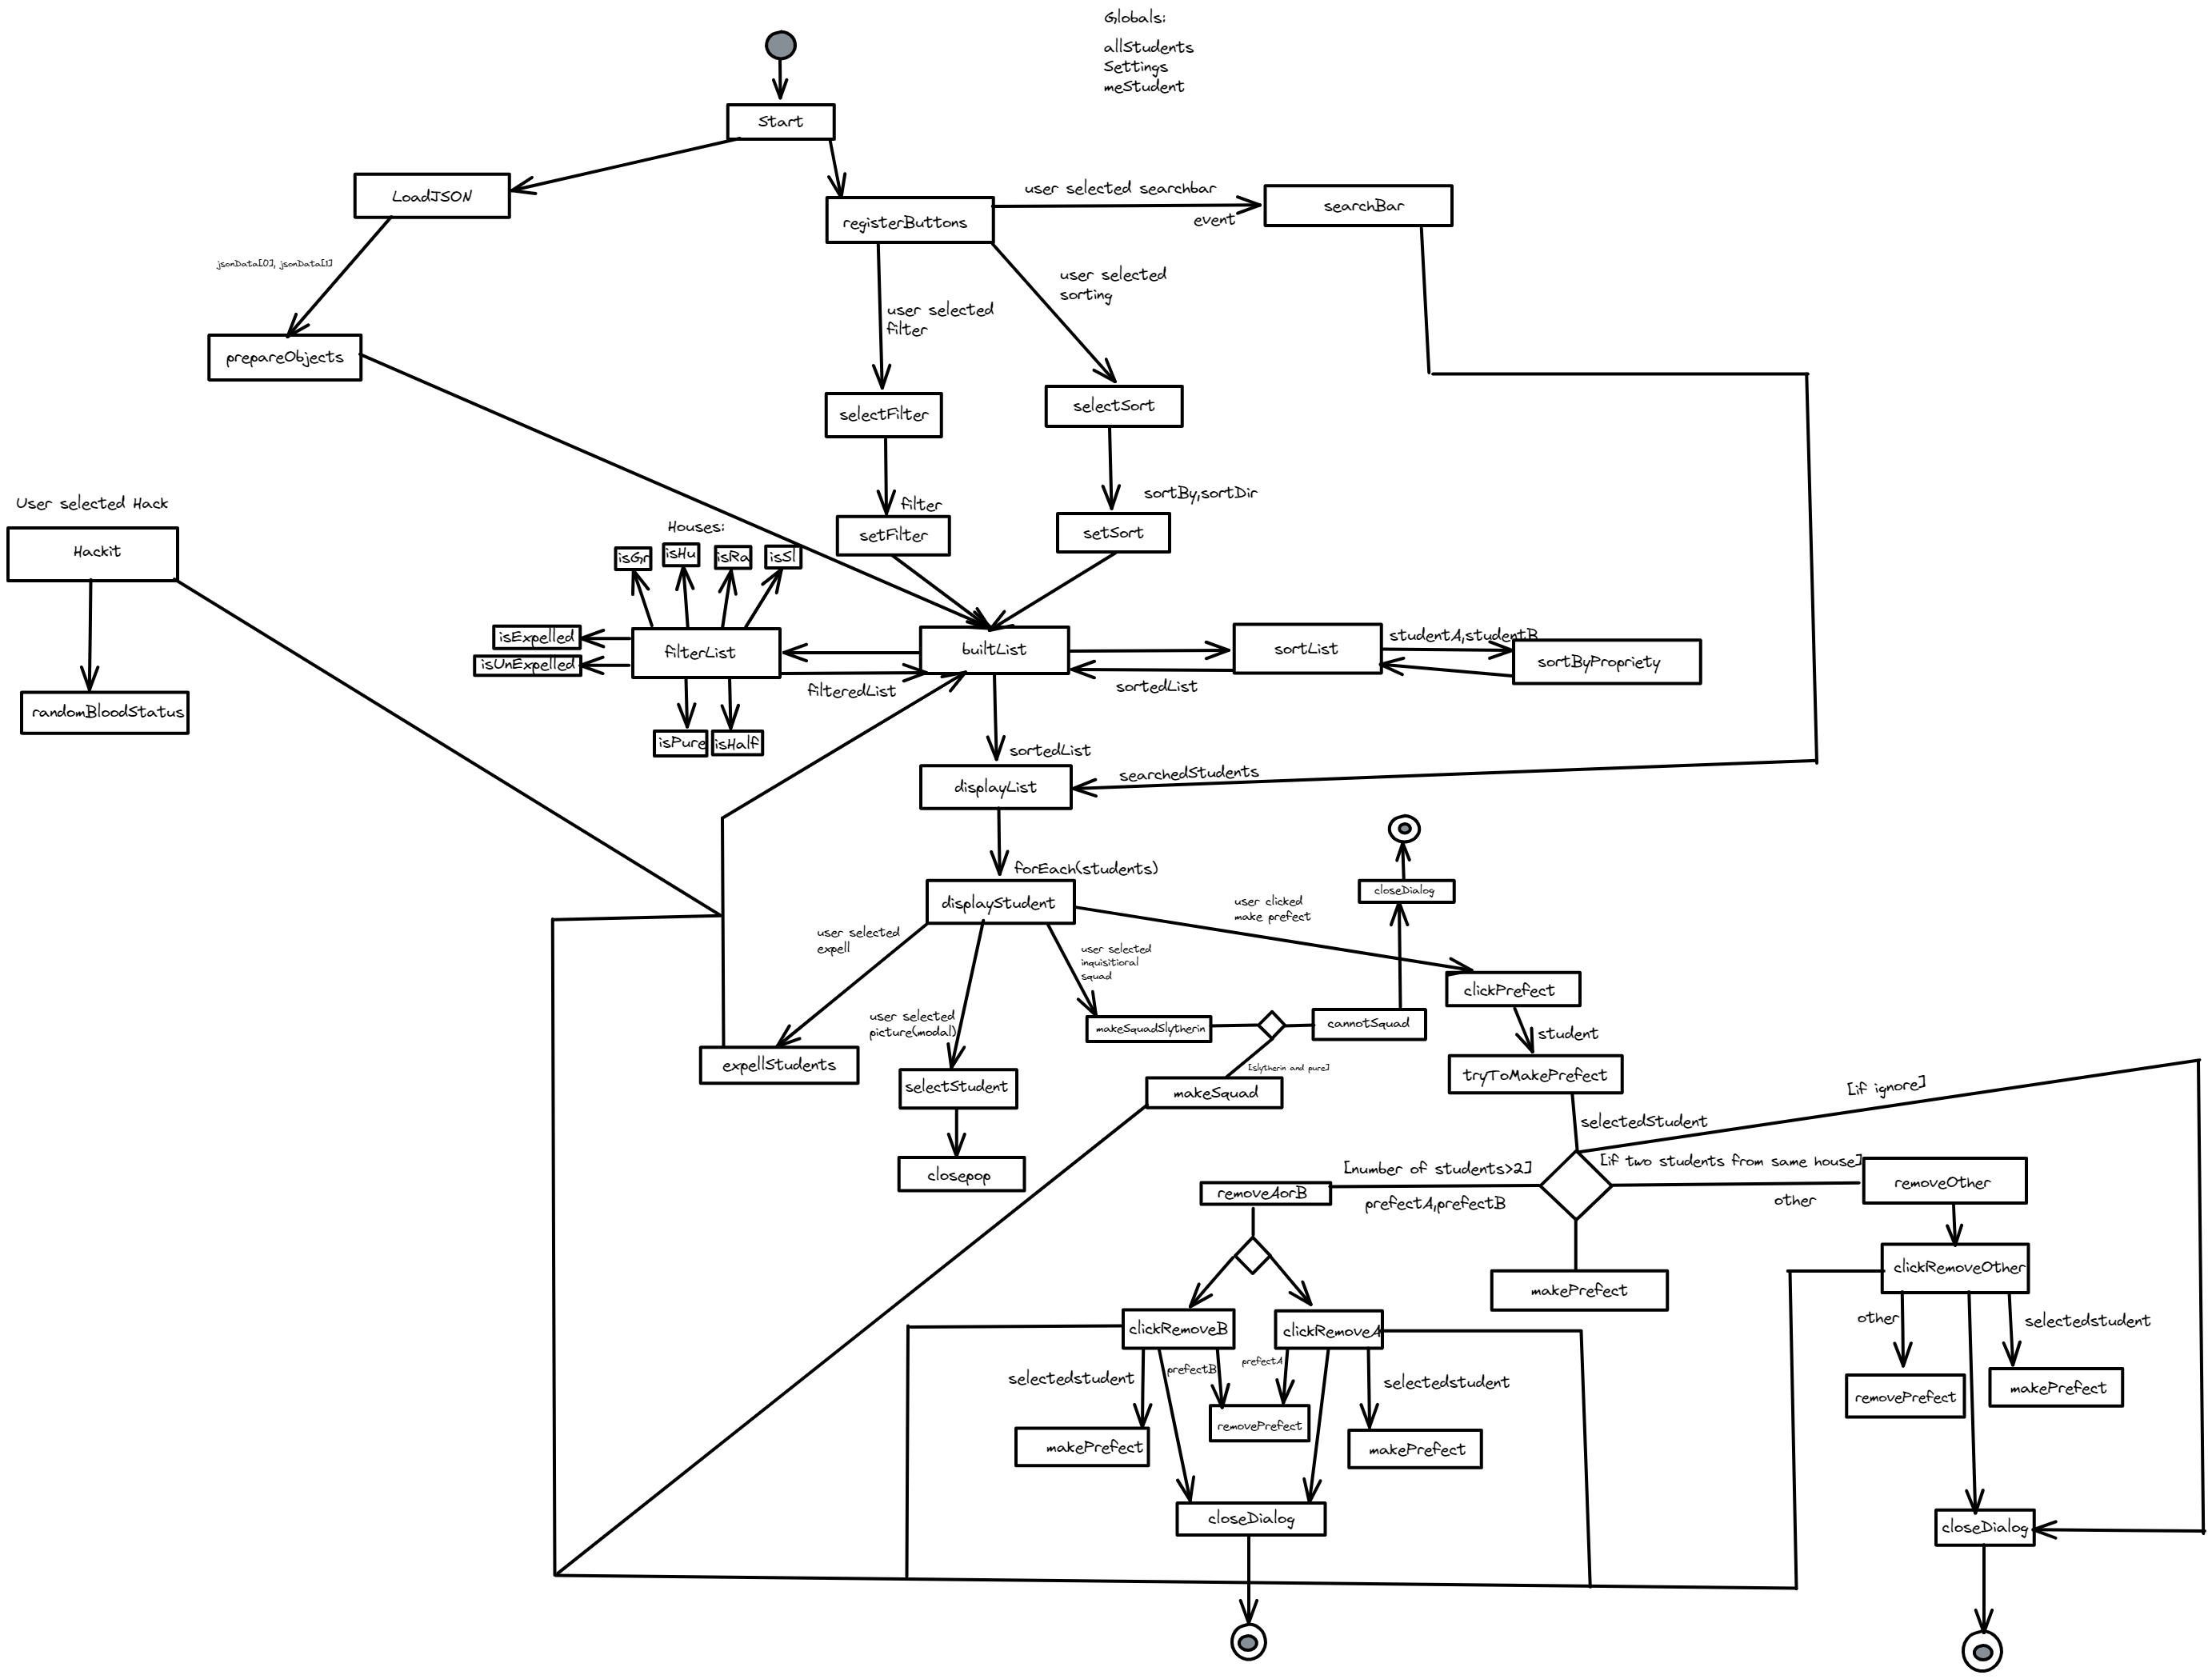 Globals:
allStudents
Settings
meStudent
Start
LoadJSON
user selected searchbar
searchBar
registerButtons
event
jsonData[0], jsonData[1]
user selected
sorting
user selected
filter
prepareObjects
selectFilter
selectSort
User selected Hack
filter
sortBy,sortDir
Houses:
setFilter
setSort
Hackit
isGr
isHu
isRa
isSl
isExpelled
isUnExpelled
filterList
builtList
sortList
studentA,studentB
sortByPropriety
filteredList
sortedList
randomBloodStatus
isPure
isHalf
sortedList
searchedStudents
displayList
forEach(students)
closeDialog
displayStudent
user clicked
make prefect
user selected
expell
user selected
inquisitional
squad
clickPrefect
user selected
picture(modal)
makeSquadSlytherin
cannotSquad
student
expellStudents
[slytherin and pure]
tryToMakePrefect
selectStudent
makeSquad
[if ignore]
selectedStudent
closepop
[number of students>2]
[if two students from same house]
removeAorB
prefectA,prefectB
other
removeOther
clickRemoveOther
makePrefect
clickRemoveB
clickRemoveA
other
selectedstudent
selectedstudent
prefectB
prefectA
selectedstudent
removePrefect
makePrefect
makePrefect
removePrefect
makePrefect
closeDialog
closeDialog